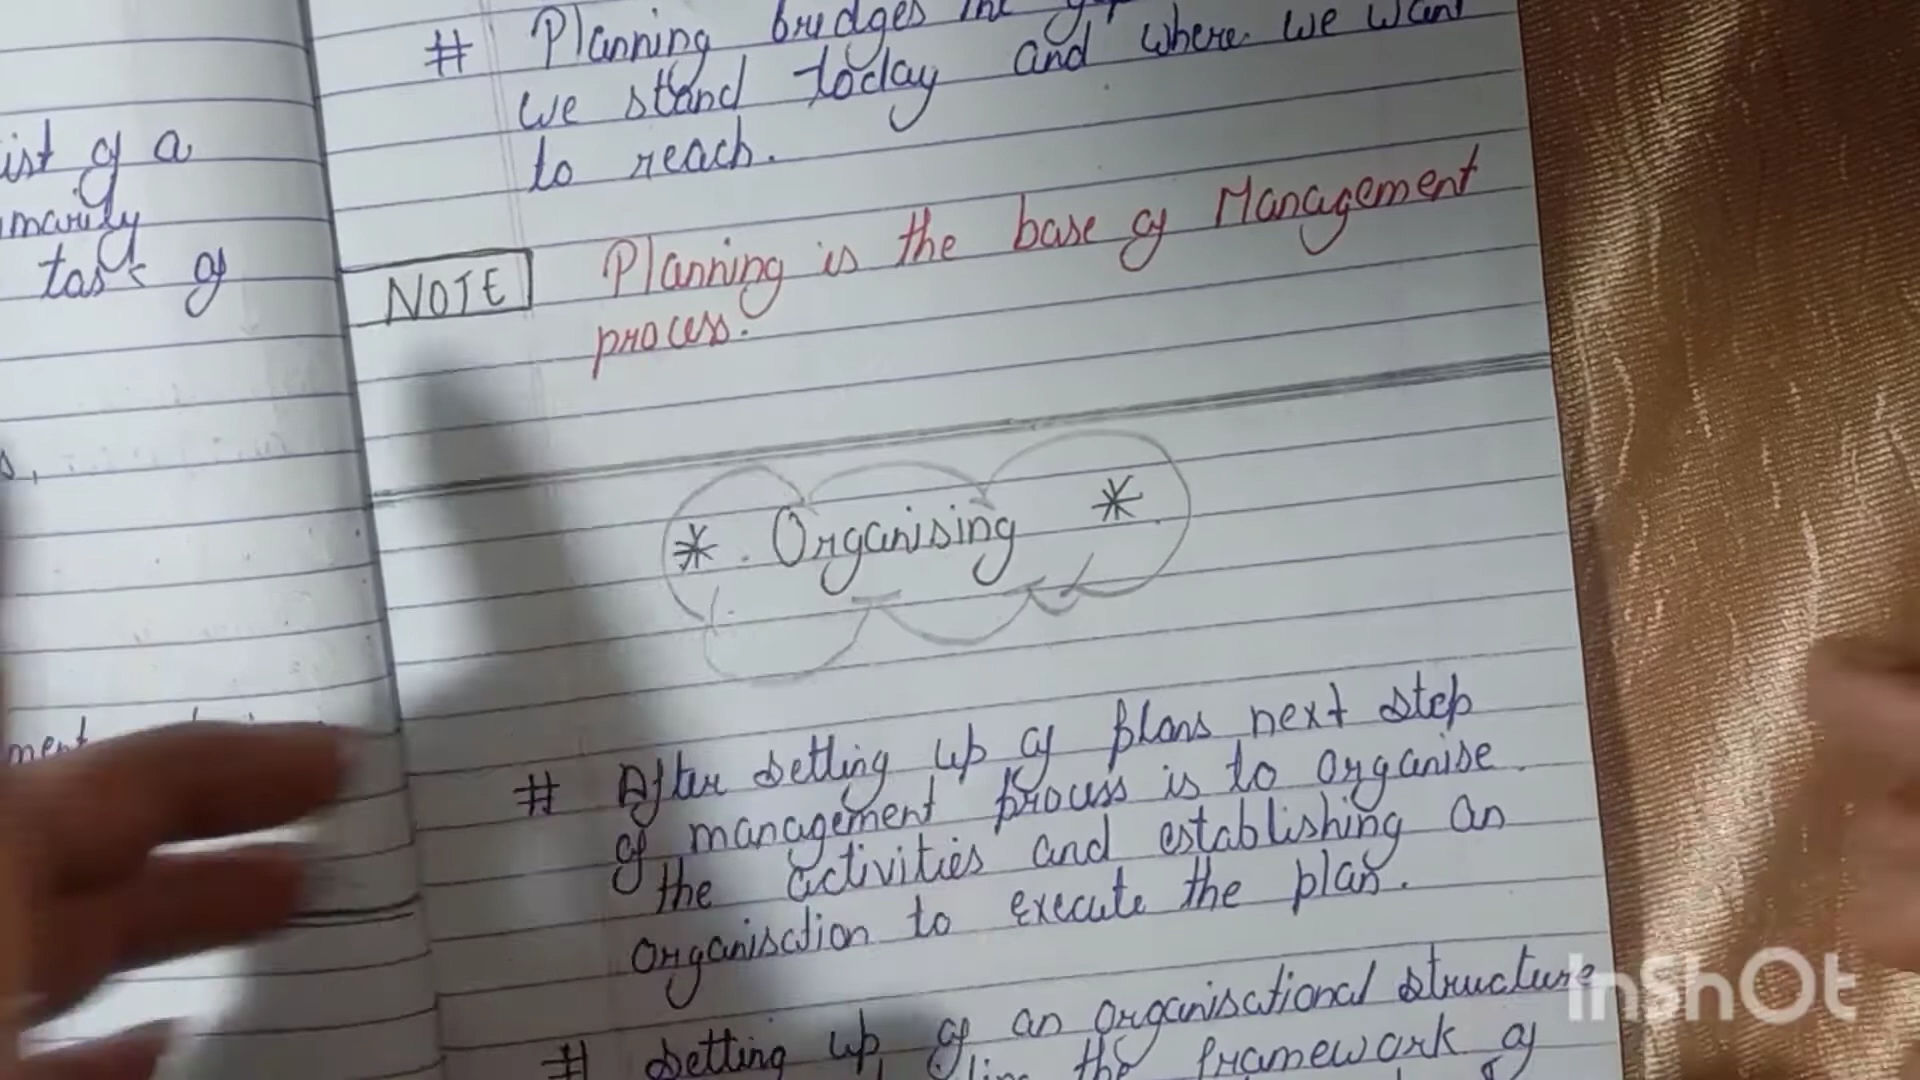 ist of a
marily
tas of
ment
# Planning bridges the
we stand today and where we want
to reach.
NOTE Planning is the base of Management
process.
* Organising *
# After setting up of plans next step
of management process is to organise
the activities and establishing an
organisation to execute the plan.
# Setting up of an organisational structure
the framework of
InShOt